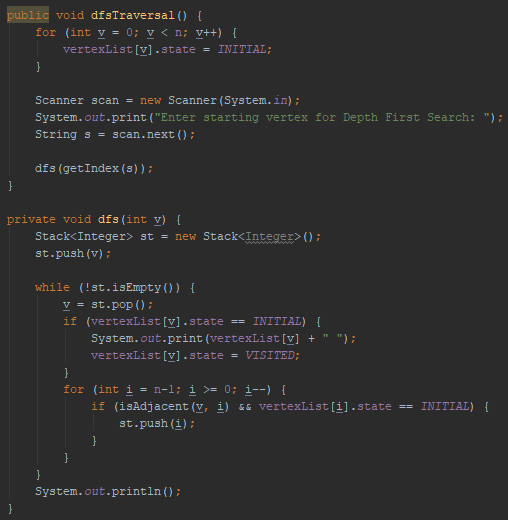 public void dfsTraversal() {
    for (int v = 0; v < n; v++) {
        vertexList[v].state = INITIAL;
    }

    Scanner scan = new Scanner(System.in);
    System.out.print("Enter starting vertex for Depth First Search: ");
    String s = scan.next();

    dfs(getIndex(s));
}

private void dfs(int v) {
    Stack<Integer> st = new Stack<Integer>();
    st.push(v);

    while (!st.isEmpty()) {
        v = st.pop();
        if (vertexList[v].state == INITIAL) {
            System.out.print(vertexList[v] + " ");
            vertexList[v].state = VISITED;
        }
        for (int i = n-1; i >= 0; i--) {
            if (isAdjacent(v, i) && vertexList[i].state == INITIAL) {
                st.push(i);
            }
        }
    }
    System.out.println();
}